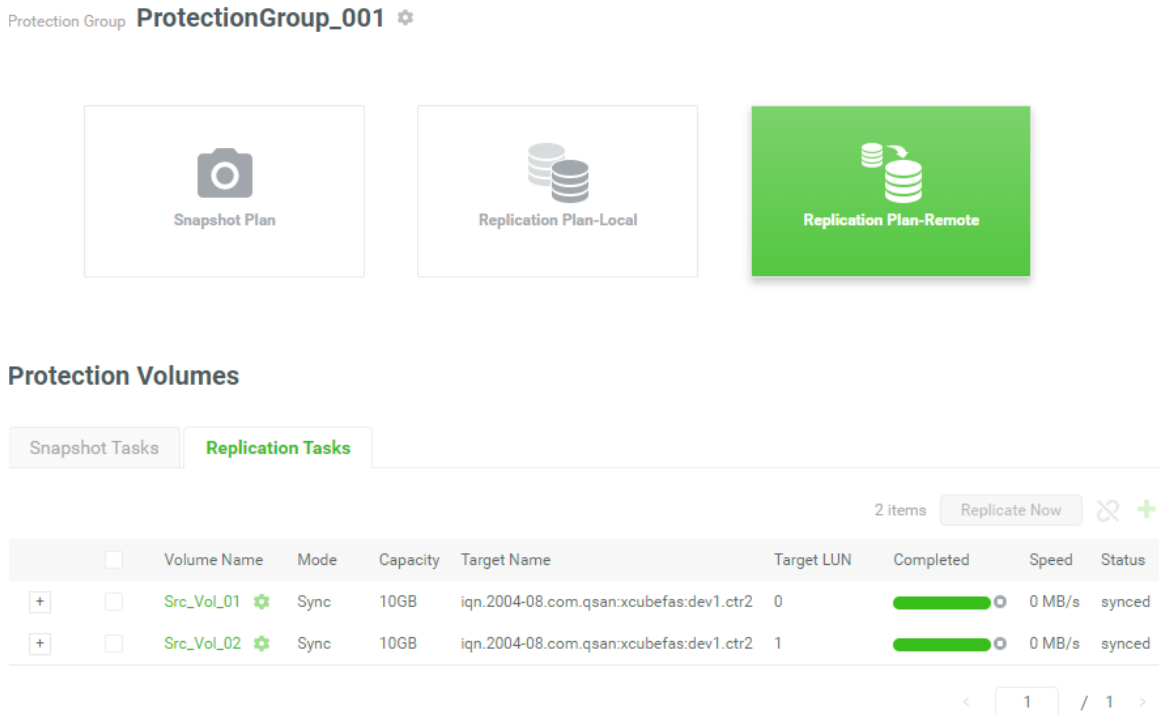 Protection Group ProtectionGroup_001
Snapshot Plan Replication Plan-Local Replication Plan-Remote
Protection Volumes
Snapshot Tasks Replication Tasks
2 items Replicate Now
Volume Name Mode Capacity Target Name Target LUN Completed Speed Status
+ Src_Vol_01 Sync 10GB iqn.2004-08.com.qsan:xcubefas:dev1.ctr2 0 0 MB/s synced
+ Src_Vol_02 Sync 10GB iqn.2004-08.com.qsan:xcubefas:dev1.ctr2 1 0 MB/s synced
< 1 / 1 >